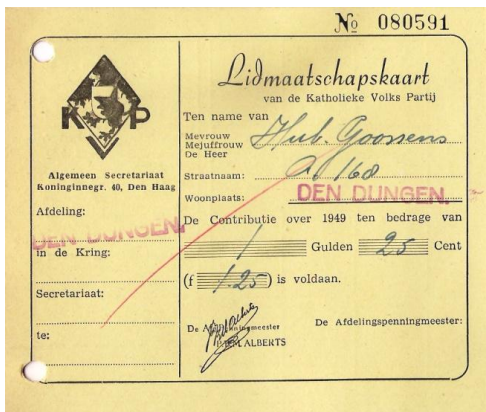 No 080591
KVP
Algemeen Secretariaat
Koninginnegr. 40, Den Haag
Afdeling:
DEN DUNGEN.
in de Kring:
Secretariaat:
te:
Lidmaatschapskaart
van de Katholieke Volks Partij
Ten name van
Mevrouw
Mejuffrouw Hub. Goossens
De Heer
Straatnaam: A 168
Woonplaats: DEN DUNGEN.
De Contributie over 1949 ten bedrage van
1 Gulden 25 Cent
(f 1.25) is voldaan.
De Afdelingspenningmeester:
ALBERTS